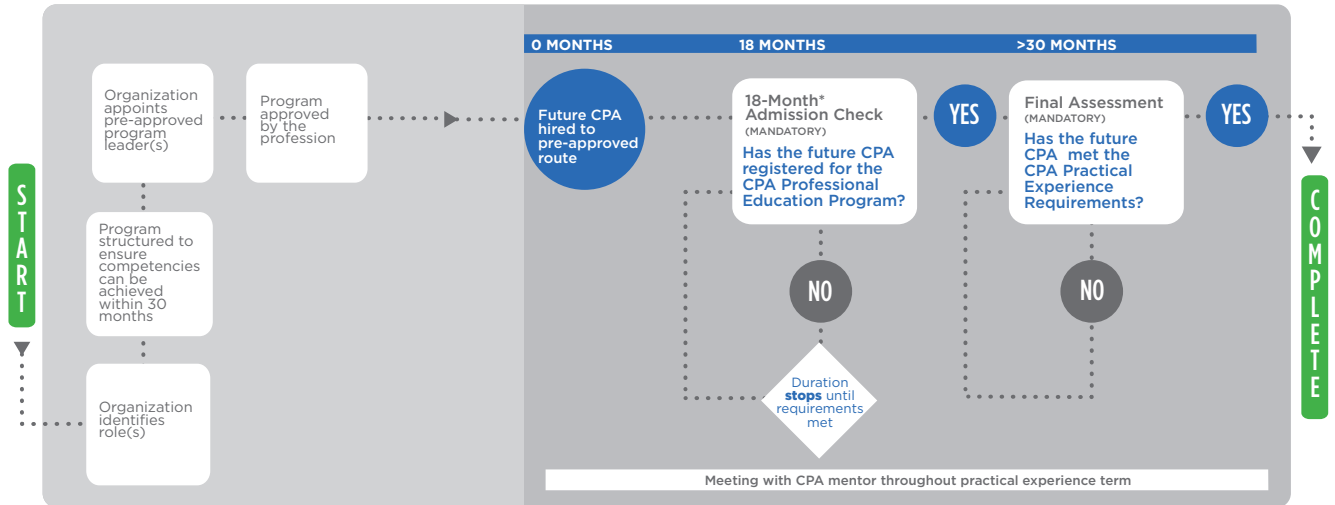 START
Organization
appoints
pre-approved
program
leader(s)
Program
approved
by the
profession
Program
structured to
ensure
competencies
can be
achieved
within 30
months
Organization
identifies
role(s)
0 MONTHS
18 MONTHS
>30 MONTHS
Future CPA
hired to
pre-approved
route
18-Month*
Admission Check
(MANDATORY)
Has the future CPA
registered for the
CPA Professional
Education Program?
YES
NO
Duration
stops until
requirements
met
Final Assessment
(MANDATORY)
Has the future
CPA met the
CPA Practical
Experience
Requirements?
YES
NO
Meeting with CPA mentor throughout practical experience term
COMPLETE